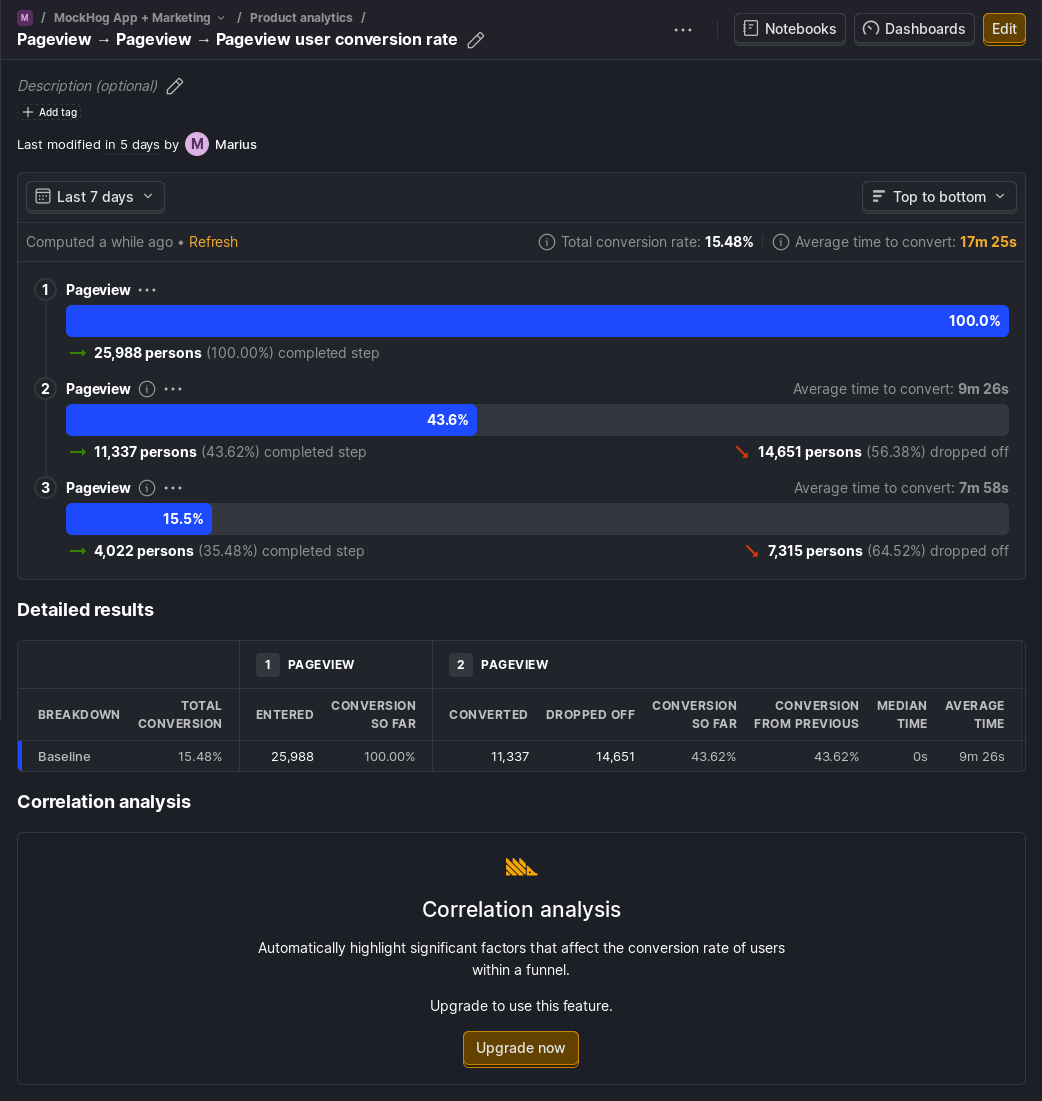 M / MockHog App + Marketing / Product analytics /
Pageview → Pageview → Pageview user conversion rate
Notebooks Dashboards Edit
Description (optional)
Add tag
Last modified in 5 days by M Marius
Last 7 days Top to bottom
Computed a while ago • Refresh Total conversion rate: 15.48% Average time to convert: 17m 25s
1 Pageview
100.0%
25,988 persons (100.00%) completed step
2 Pageview Average time to convert: 9m 26s
43.6%
11,337 persons (43.62%) completed step 14,651 persons (56.38%) dropped off
3 Pageview Average time to convert: 7m 58s
15.5%
4,022 persons (35.48%) completed step 7,315 persons (64.52%) dropped off
Detailed results
1 PAGEVIEW 2 PAGEVIEW
BREAKDOWN TOTAL CONVERSION ENTERED CONVERSION SO FAR CONVERTED DROPPED OFF CONVERSION SO FAR CONVERSION FROM PREVIOUS MEDIAN TIME AVERAGE TIME
Baseline 15.48% 25,988 100.00% 11,337 14,651 43.62% 43.62% 0s 9m 26s
Correlation analysis
Correlation analysis
Automatically highlight significant factors that affect the conversion rate of users
within a funnel.
Upgrade to use this feature.
Upgrade now